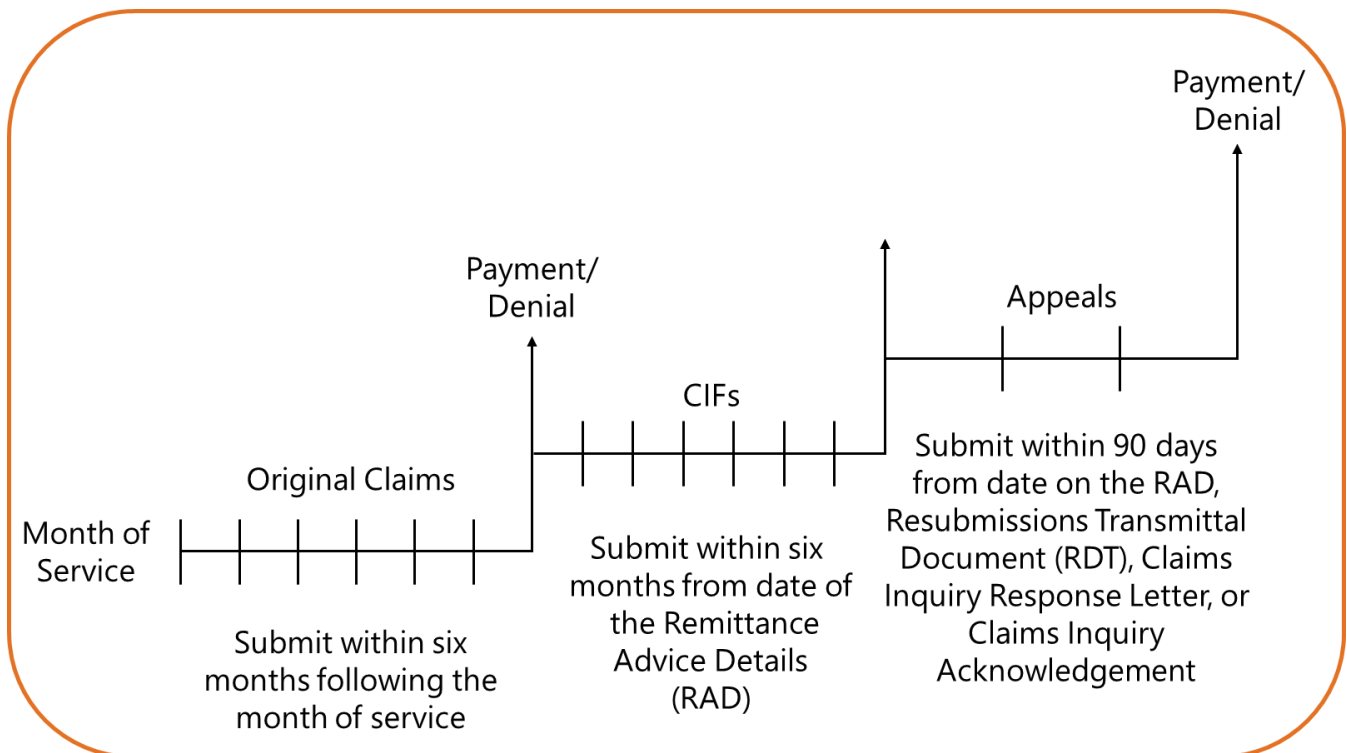 Payment/
Denial
Payment/
Denial
Appeals
CIFs
Original Claims
Month of
Service
Submit within 90 days
from date on the RAD,
Resubmissions Transmittal
Document (RDT), Claims
Inquiry Response Letter, or
Claims Inquiry
Acknowledgement
Submit within six
months from date of
the Remittance
Advice Details
(RAD)
Submit within six
months following the
month of service